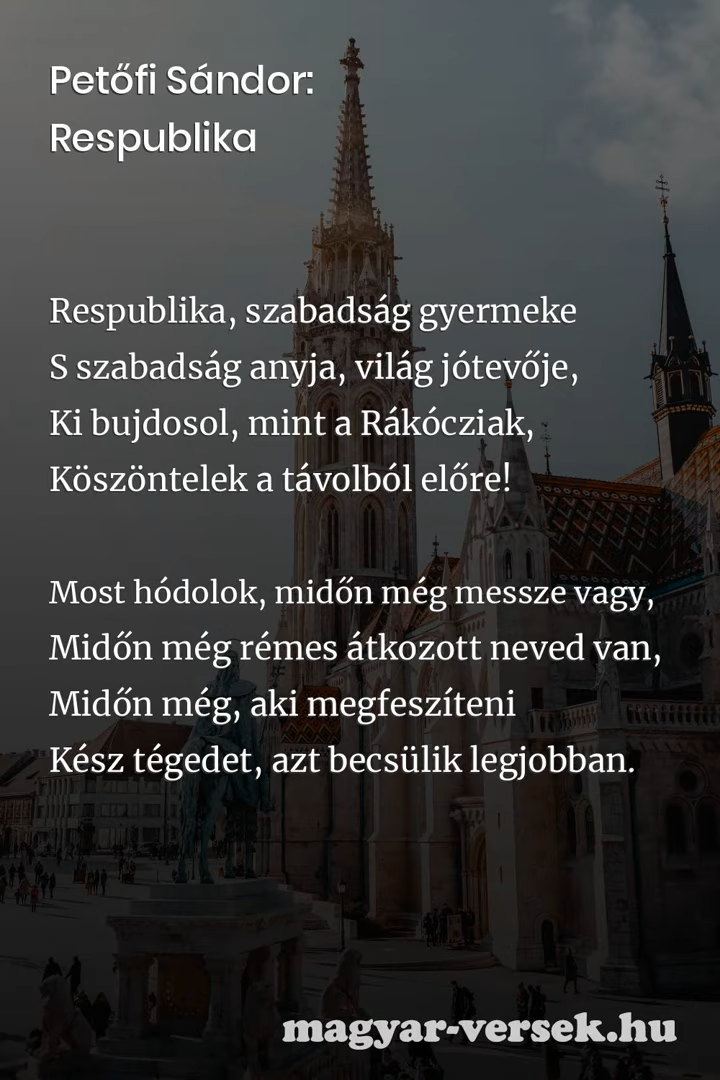 Petőfi Sándor:
Respublika
Respublika, szabadság gyermeke
S szabadság anyja, világ jótevője,
Ki bujdosol, mint a Rákócziak,
Köszöntelek a távolból előre!
Most hódolok, midőn még messze vagy,
Midőn még rémes átkozott neved van,
Midőn még, aki megfeszíteni
Kész tégedet, azt becsülik legjobban.
magyar-versek.hu